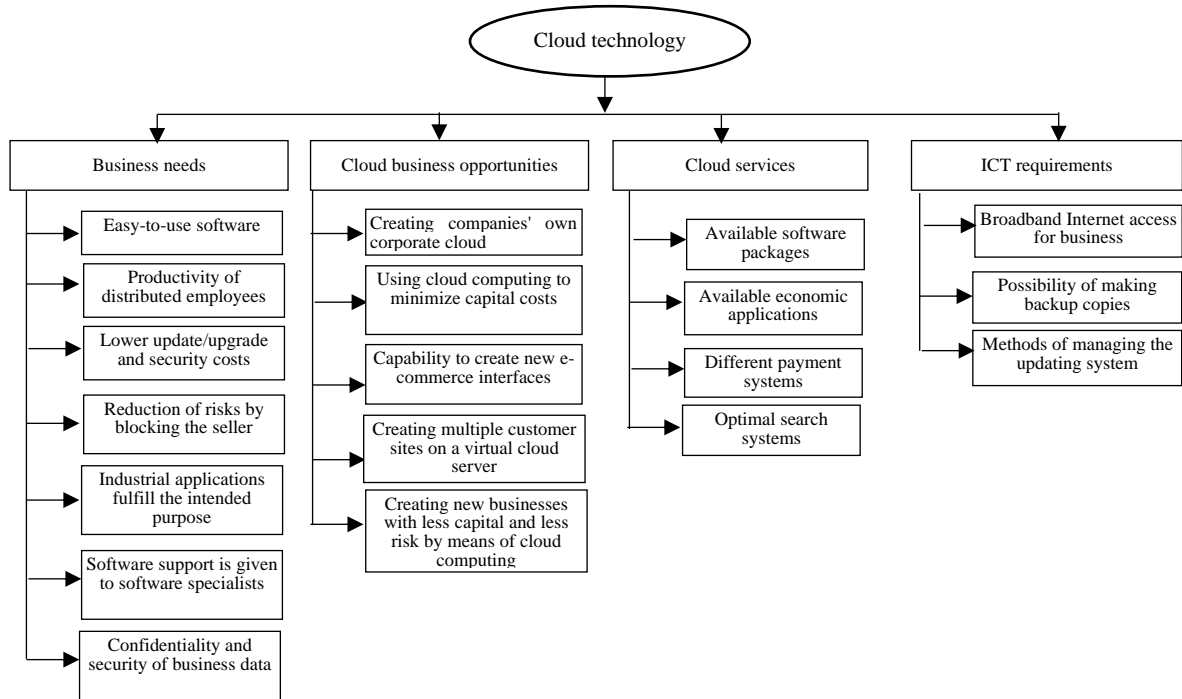 Cloud technology
Business needs
Easy-to-use software
Productivity of
distributed employees
Lower update/upgrade
and security costs
Reduction of risks by
blocking the seller
Industrial applications
fulfill the intended
purpose
Software support is given
to software specialists
Confidentiality and
security of business data
Cloud business opportunities
Creating companies' own
corporate cloud
Using cloud computing to
minimize capital costs
Capability to create new e-
commerce interfaces
Creating multiple customer
sites on a virtual cloud
server
Creating new businesses
with less capital and less
risk by means of cloud
computing
Cloud services
Available software
packages
Available economic
applications
Different payment
systems
Optimal search
systems
ICT requirements
Broadband Internet access
for business
Possibility of making
backup copies
Methods of managing the
updating system